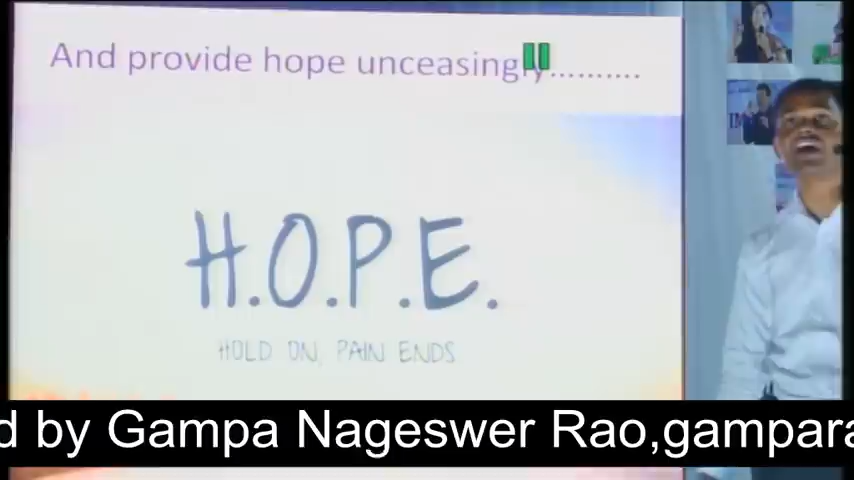 And provide hope unceasingly..........
H.O.P.E.
HOLD ON, PAIN ENDS
d by Gampa Nageswer Rao,gampara